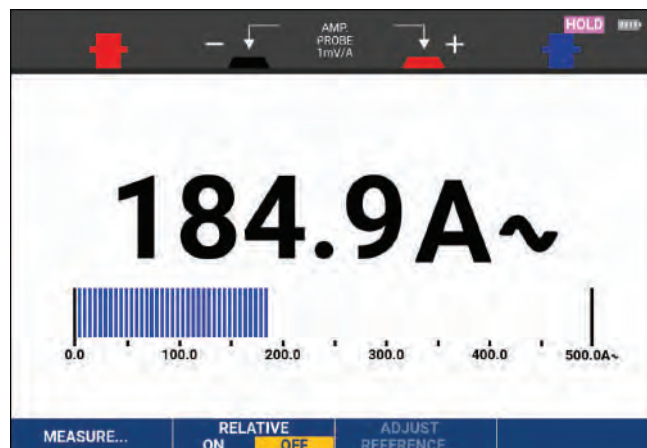 AMP. HOLD
PROBE
− 1mV/A +
184.9A~
0.0 100.0 200.0 300.0 400.0 500.0A~
RELATIVE ADJUST
MEASURE... ON OFF REFERENCE